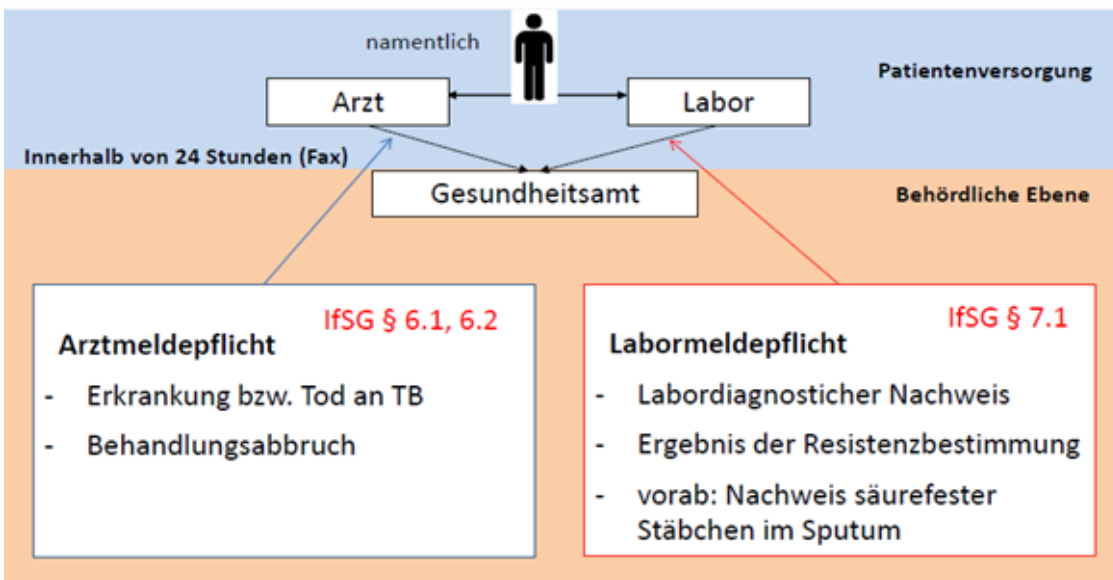 namentlich
Patientenversorgung
Arzt
Labor
Innerhalb von 24 Stunden (Fax)
Gesundheitsamt
Behördliche Ebene
IfSG § 6.1, 6.2
Arztmeldepflicht
- Erkrankung bzw. Tod an TB
- Behandlungsabbruch
IfSG § 7.1
Labormeldepflicht
- Labordiagnosticher Nachweis
- Ergebnis der Resistenzbestimmung
- vorab: Nachweis säurefester
Stäbchen im Sputum